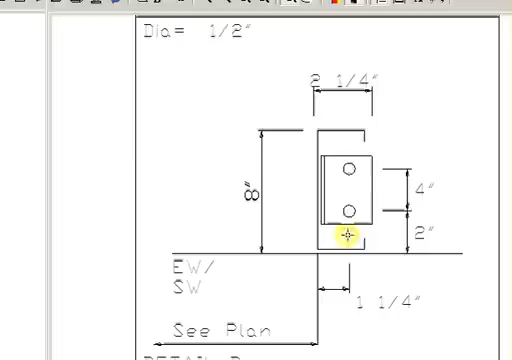 Dia= 1/2"
2 1/4"
8"
4"
2"
EW/
SW
1 1/4"
See Plan